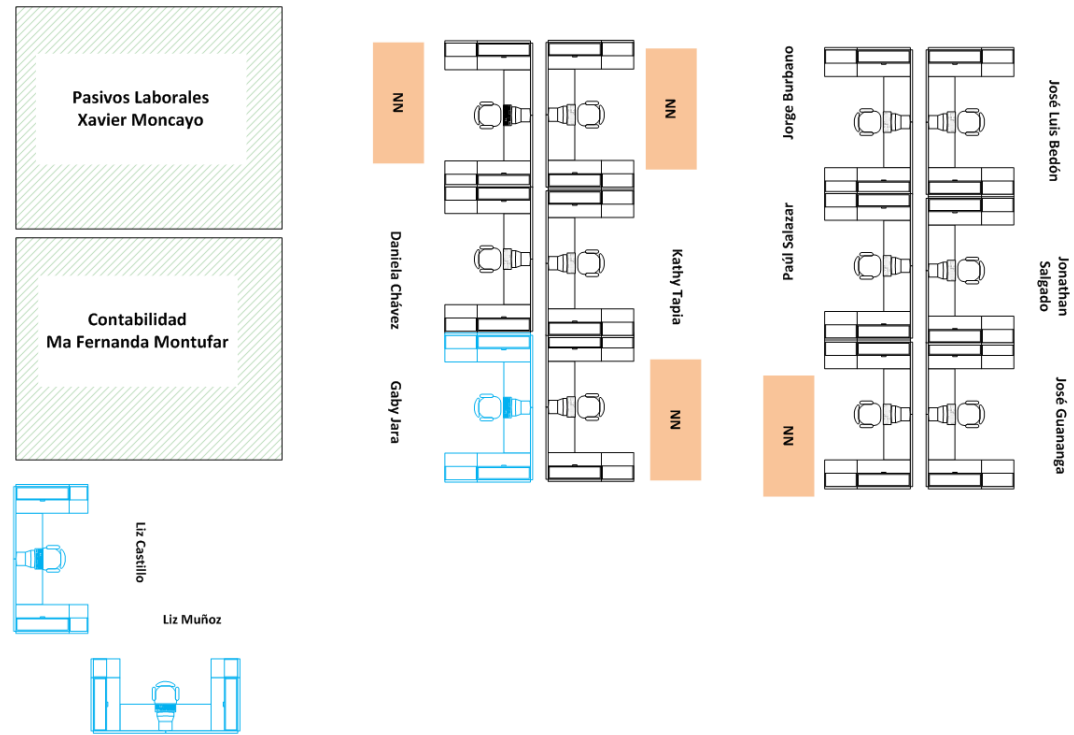 Pasivos Laborales
Xavier Moncayo
Contabilidad
Ma Fernanda Montufar
Liz Castillo
Liz Muñoz
NN
Daniela Chávez
Gaby Jara
NN
Kathy Tapia
NN
Jorge Burbano
Paúl Salazar
NN
José Luis Bedón
Jonathan
Salgado
José Guananga